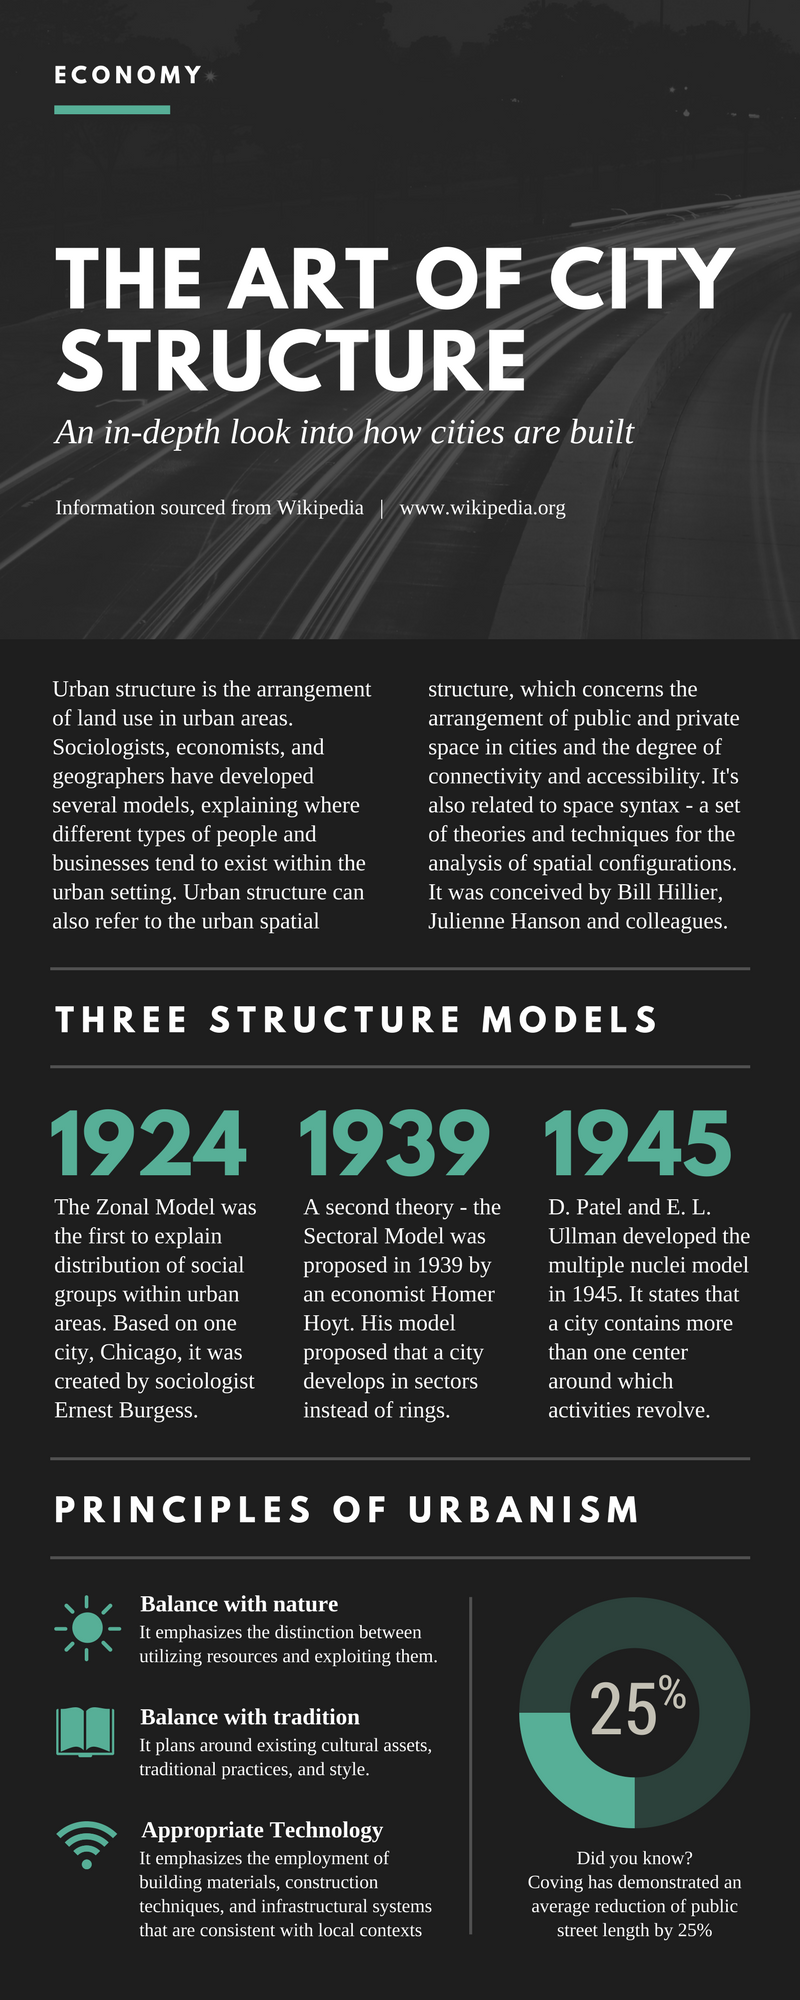 ECONOMY
THE ART OF CITY
STRUCTURE
An in-depth look into how cities are built
Information sourced from Wikipedia | www.wikipedia.org
Urban structure is the arrangement
of land use in urban areas.
Sociologists, economists, and
geographers have developed
several models, explaining where
different types of people and
businesses tend to exist within the
urban setting. Urban structure can
also refer to the urban spatial
structure, which concerns the
arrangement of public and private
space in cities and the degree of
connectivity and accessibility. It's
also related to space syntax - a set
of theories and techniques for the
analysis of spatial configurations.
It was conceived by Bill Hillier,
Julienne Hanson and colleagues.
THREE STRUCTURE MODELS
1924
The Zonal Model was
the first to explain
distribution of social
groups within urban
areas. Based on one
city, Chicago, it was
created by sociologist
Ernest Burgess.
1939
A second theory - the
Sectoral Model was
proposed in 1939 by
an economist Homer
Hoyt. His model
proposed that a city
develops in sectors
instead of rings.
1945
D. Patel and E. L.
Ullman developed the
multiple nuclei model
in 1945. It states that
a city contains more
than one center
around which
activities revolve.
PRINCIPLES OF URBANISM
Balance with nature
It emphasizes the distinction between
utilizing resources and exploiting them.
Balance with tradition
It plans around existing cultural assets,
traditional practices, and style.
Appropriate Technology
It emphasizes the employment of
building materials, construction
techniques, and infrastructural systems
that are consistent with local contexts
25%
Did you know?
Coving has demonstrated an
average reduction of public
street length by 25%